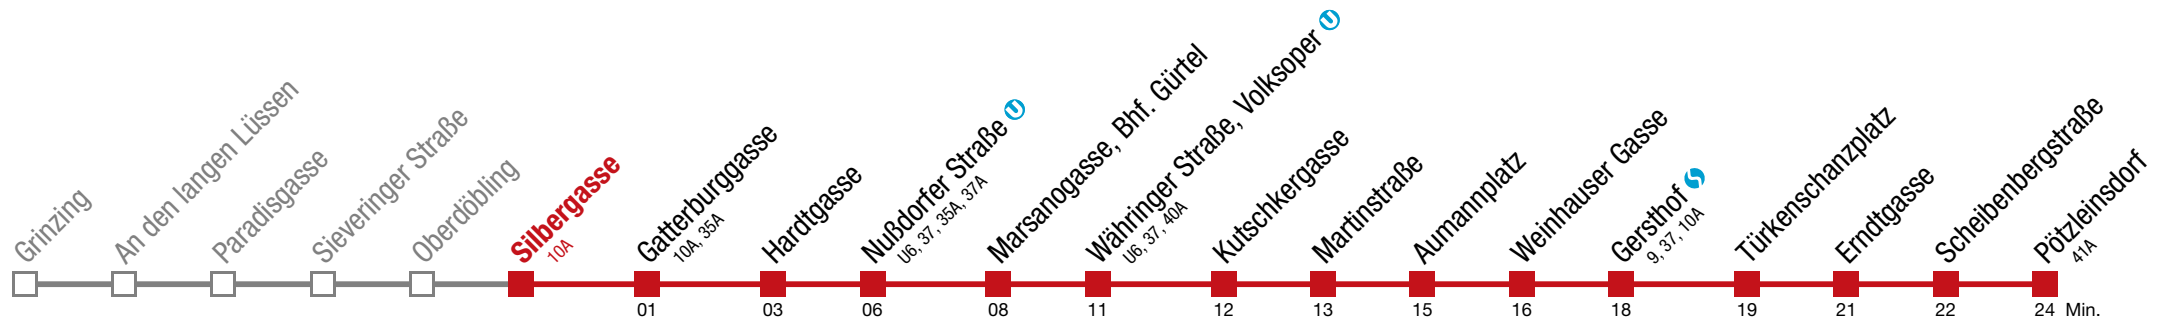 Grinzing
An den langen Lüssen
Paradisgasse
Sieveringer Straße
Oberdöbling
Silbergasse
10A
Gatterburggasse
10A, 35A
Hardtgasse
Nußdorfer Straße U
U6, 37, 35A, 37A
Marsanogasse, Bhf. Gürtel
Währinger Straße, Volksoper U
U6, 37, 40A
Kutschkergasse
Martinstraße
Aumannplatz
Weinhauser Gasse
Gersthof S
9, 37, 10A
Türkenschanzplatz
Erndtgasse
Scheibenbergstraße
Pötzleinsdorf
41A
01 03 06 08 11 12 13 15 16 18 19 21 22 24 Min.